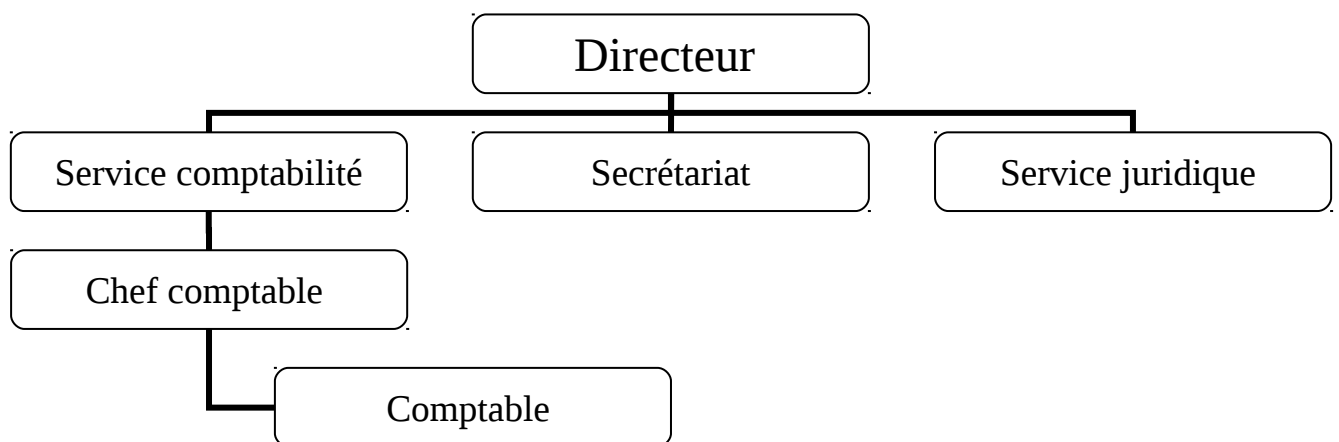 Directeur
Service comptabilité
Secrétariat
Service juridique
Chef comptable
Comptable